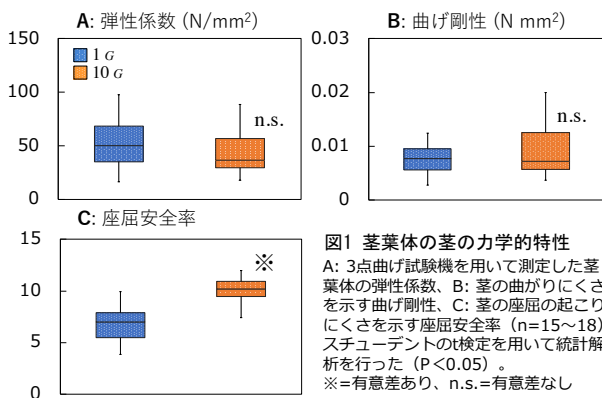 A: 弾性係数 (N/mm²)
150
100
50
0
1 G
10 G
n.s.
B: 曲げ剛性 (N mm²)
0.03
0.02
0.01
0
n.s.
C: 座屈安全率
15
10
5
0
※
図1 茎葉体の茎の力学的特性
A: 3点曲げ試験機を用いて測定した茎
葉体の弾性係数、B: 茎の曲がりにくさ
を示す曲げ剛性、C: 茎の座屈の起こり
にくさを示す座屈安全率（n=15～18）
スチューデントのt検定を用いて統計解
析を行った（P＜0.05）。
※=有意差あり、n.s.=有意差なし